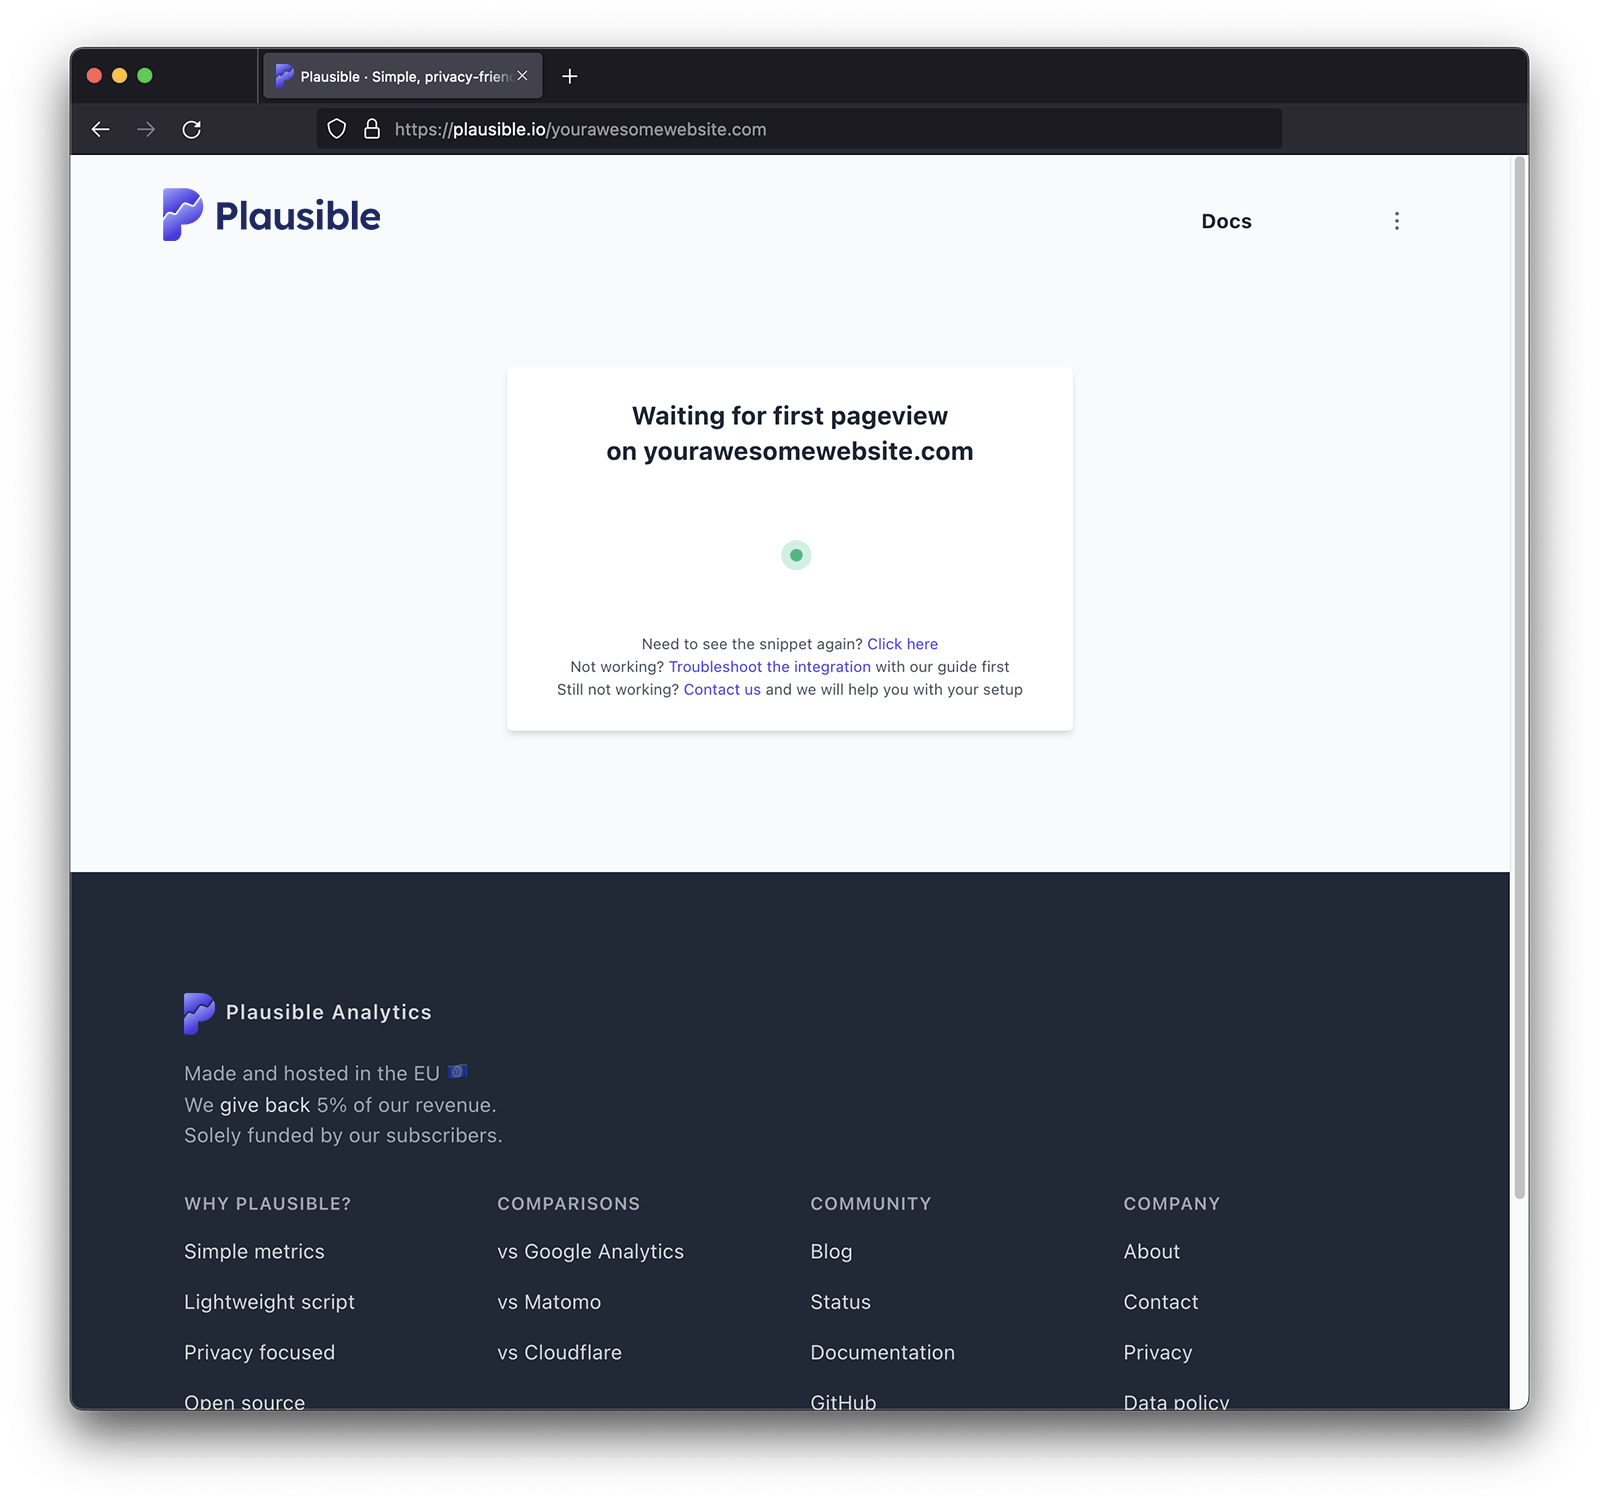 Plausible · Simple, privacy-frien
https://plausible.io/yourawesomewebsite.com
Plausible
Docs
Waiting for first pageview
on yourawesomewebsite.com
Need to see the snippet again? Click here
Not working? Troubleshoot the integration with our guide first
Still not working? Contact us and we will help you with your setup
Plausible Analytics
Made and hosted in the EU 🇪🇺
We give back 5% of our revenue.
Solely funded by our subscribers.
WHY PLAUSIBLE?
Simple metrics
Lightweight script
Privacy focused
Open source
COMPARISONS
vs Google Analytics
vs Matomo
vs Cloudflare
COMMUNITY
Blog
Status
Documentation
GitHub
COMPANY
About
Contact
Privacy
Data policy